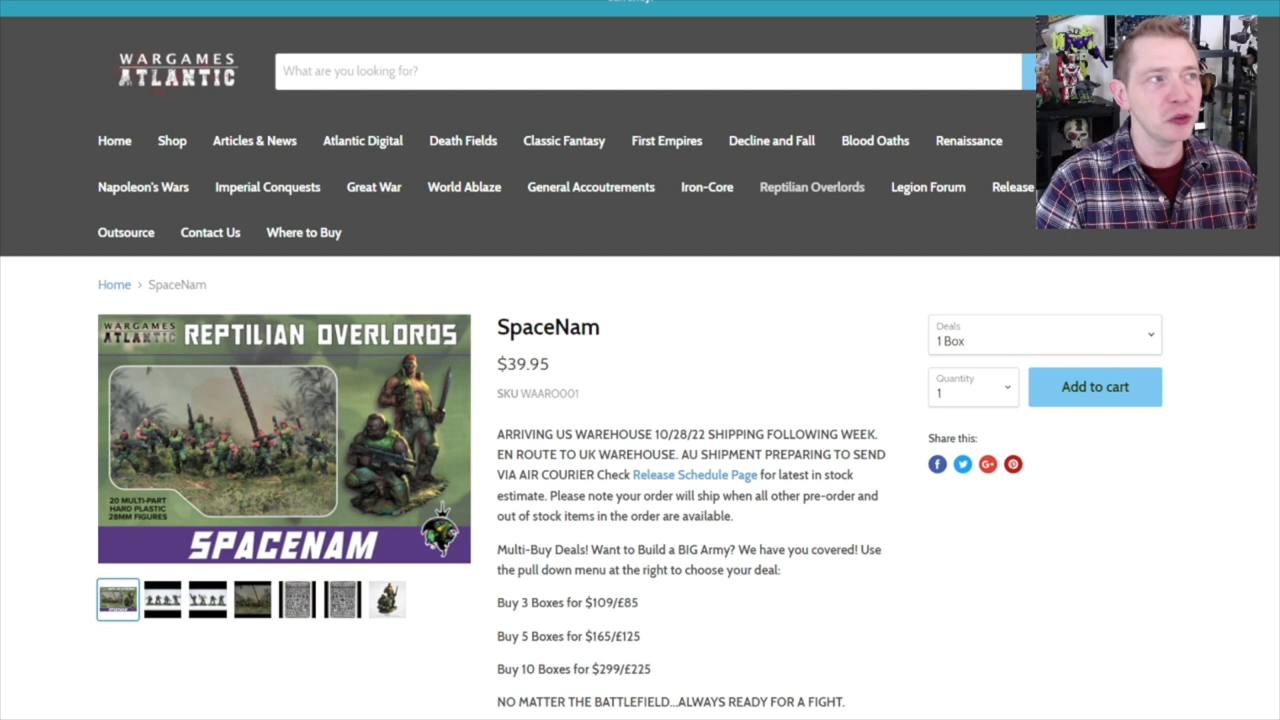 currency.
WARGAMES
ATLANTIC
What are you looking for?
Home Shop Articles & News Atlantic Digital Death Fields Classic Fantasy First Empires Decline and Fall Blood Oaths Renaissance
Napoleon's Wars Imperial Conquests Great War World Ablaze General Accoutrements Iron-Core Reptilian Overlords Legion Forum Release
Outsource Contact Us Where to Buy
Home › SpaceNam
WARGAMES
ATLANTIC
REPTILIAN OVERLORDS
20 MULTI-PART
HARD PLASTIC
28MM FIGURES
SPACENAM
SpaceNam
$39.95
SKU WAARO001
ARRIVING US WAREHOUSE 10/28/22 SHIPPING FOLLOWING WEEK.
EN ROUTE TO UK WAREHOUSE. AU SHIPMENT PREPARING TO SEND
VIA AIR COURIER Check Release Schedule Page for latest in stock
estimate. Please note your order will ship when all other pre-order and
out of stock items in the order are available.
Multi-Buy Deals! Want to Build a BIG Army? We have you covered! Use
the pull down menu at the right to choose your deal:
Buy 3 Boxes for $109/£85
Buy 5 Boxes for $165/£125
Buy 10 Boxes for $299/£225
NO MATTER THE BATTLEFIELD...ALWAYS READY FOR A FIGHT.
Deals
1 Box
Quantity
1
Add to cart
Share this: